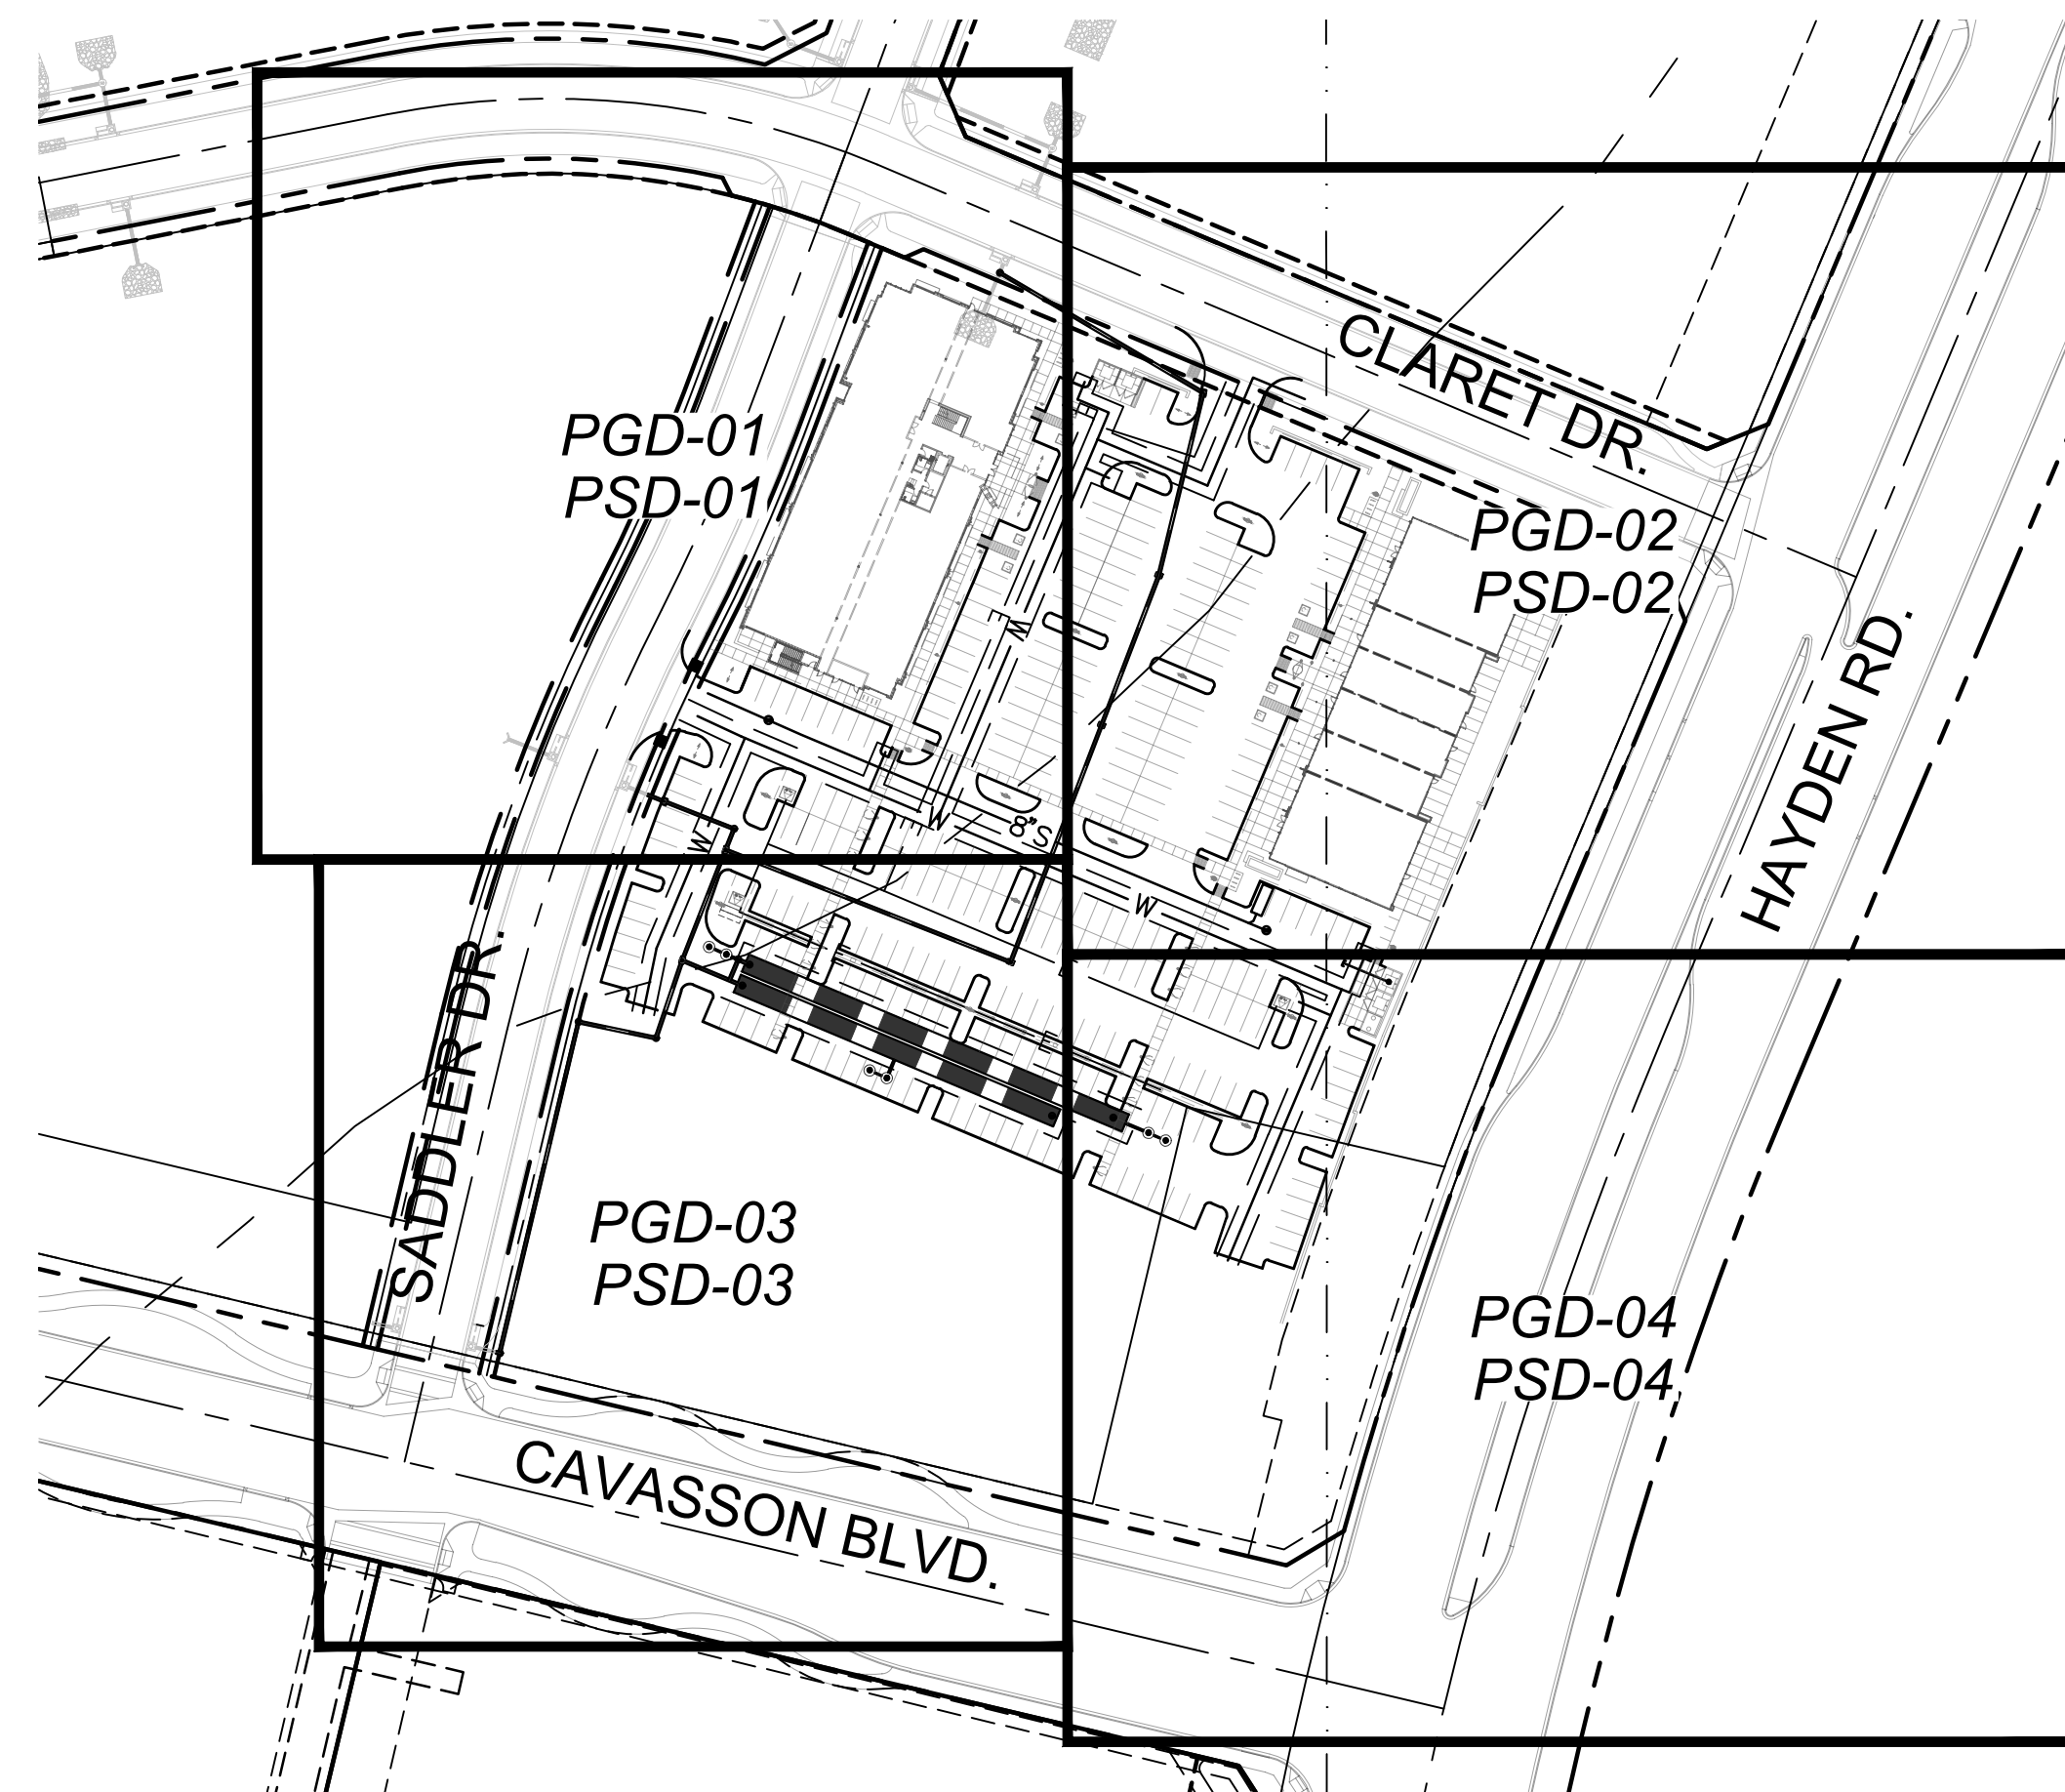 CLARET DR.
PGD-01
PSD-01
PGD-02
PSD-02
HAYDEN RD.
W
W
8"S
W
W
SADDLER DR.
PGD-03
PSD-03
PGD-04
PSD-04
CAVASSON BLVD.